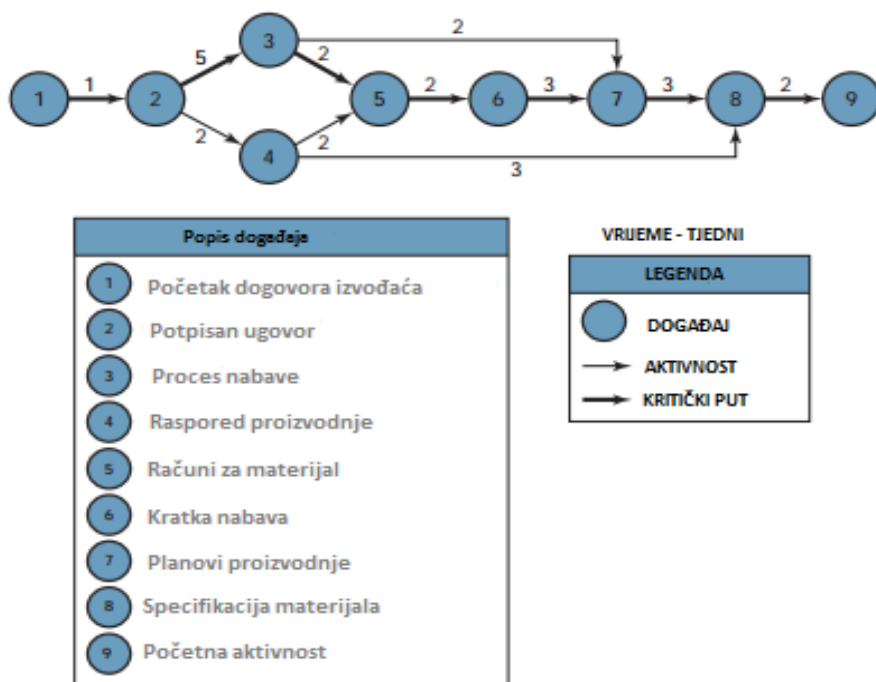 2
3
5
2
1
2
3
3
2
1
2
5
6
7
8
9
2
2
4
3
Popis događaja
1 Početak dogovora izvođaća
2 Potpisan ugovor
3 Proces nabave
4 Raspored proizvodnje
5 Računi za materijal
6 Kratka nabava
7 Planovi proizvodnje
8 Specifikacija materijala
9 Početna aktivnost
VRIJEME - TJEDNI
LEGENDA
DOGAĐAJ
AKTIVNOST
KRITIČKI PUT